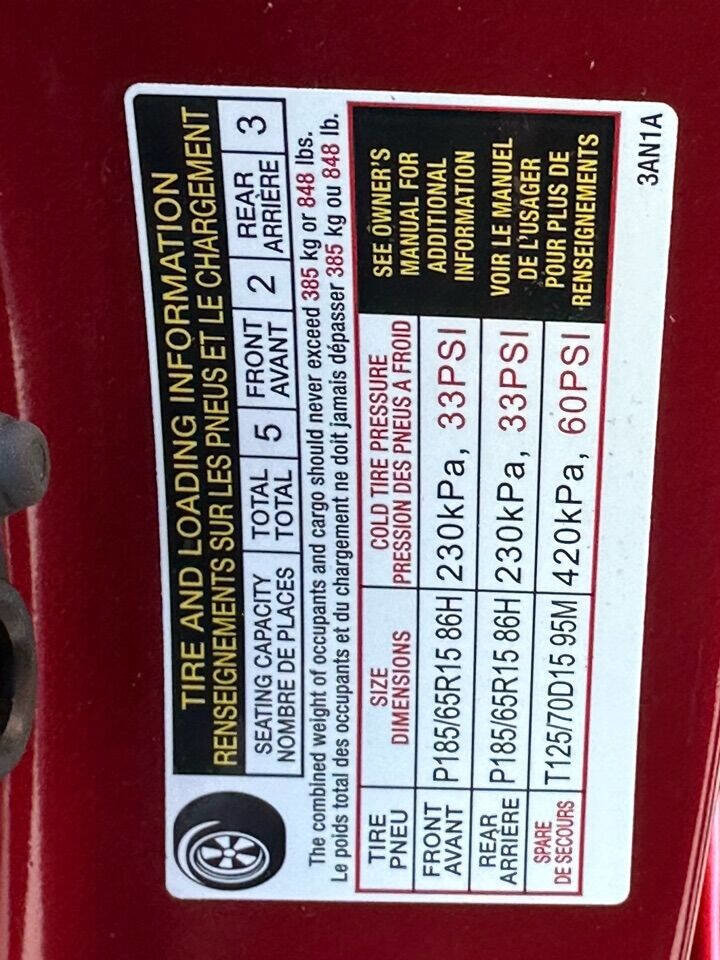 TIRE AND LOADING INFORMATION
RENSEIGNEMENTS SUR LES PNEUS ET LE CHARGEMENT
SEATING CAPACITY TOTAL 5 FRONT 2 REAR 3
NOMBRE DE PLACES TOTAL AVANT ARRIÈRE
The combined weight of occupants and cargo should never exceed 385 kg or 848 lbs.
Le poids total des occupants et du chargement ne doit jamais dépasser 385 kg ou 848 lb.
TIRE SIZE COLD TIRE PRESSURE
PNEU DIMENSIONS PRESSION DES PNEUS A FROID
FRONT
AVANT P185/65R15 86H 230kPa, 33PSI
REAR
ARRIÈRE P185/65R15 86H 230kPa, 33PSI
SPARE
DE SECOURS T125/70D15 95M 420kPa, 60PSI
SEE OWNER'S
MANUAL FOR
ADDITIONAL
INFORMATION
VOIR LE MANUEL
DE L'USAGER
POUR PLUS DE
RENSEIGNEMENTS
3AN1A